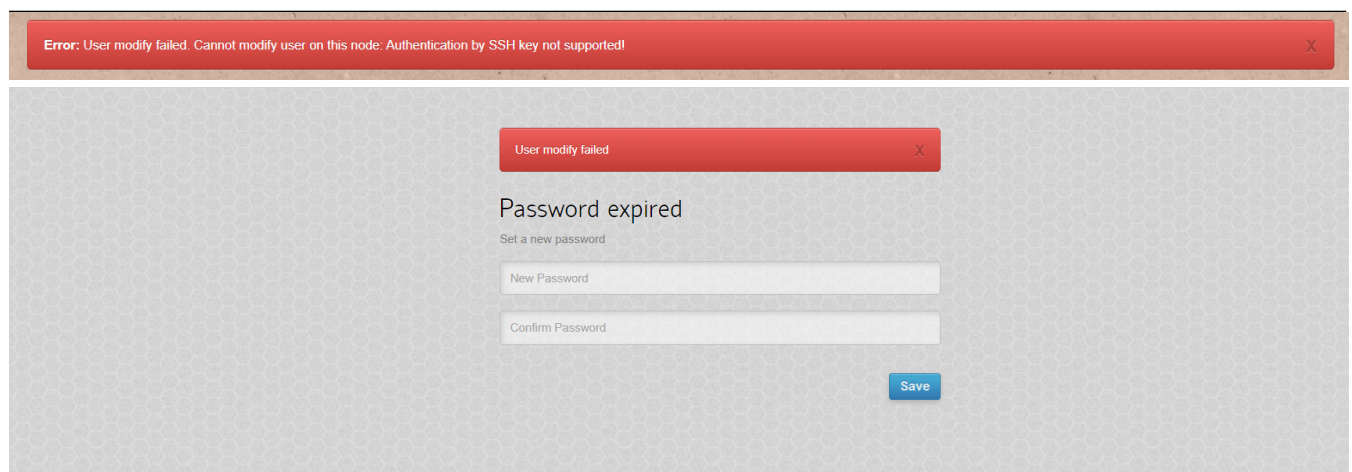 Error: User modify failed. Cannot modify user on this node: Authentication by SSH key not supported! X
User modify failed X
Password expired
Set a new password
New Password
Confirm Password
Save